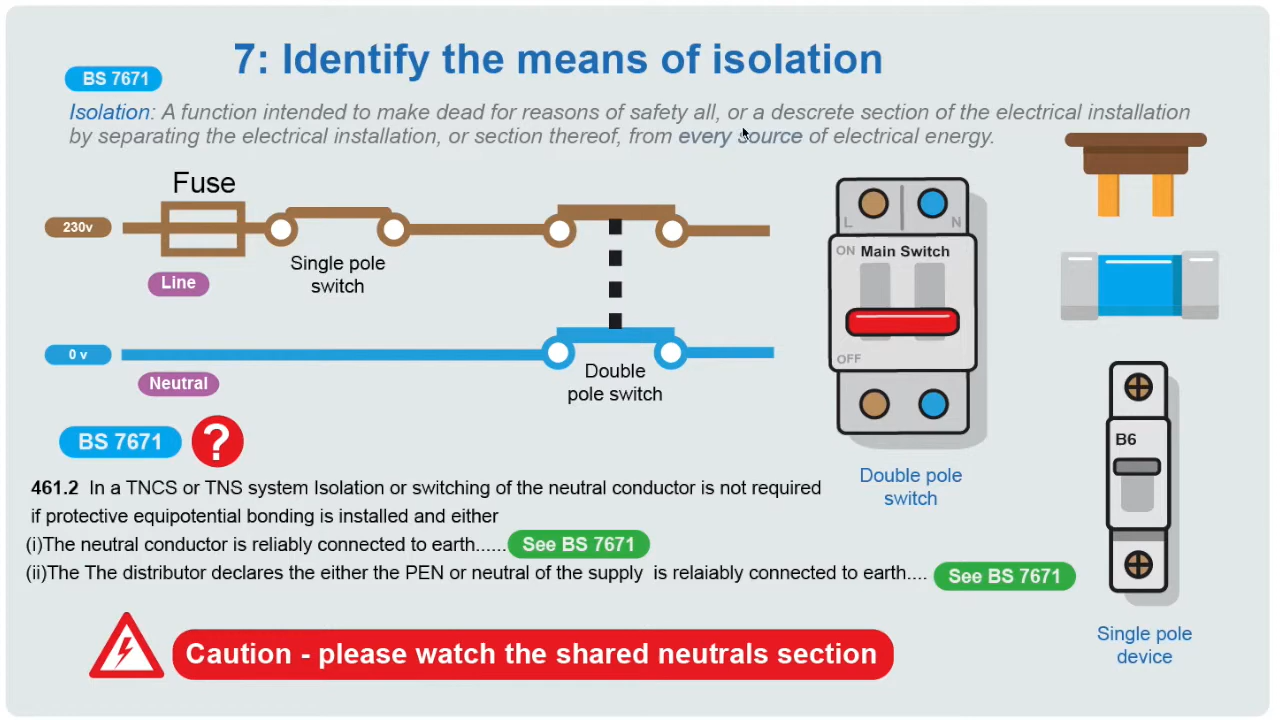 7: Identify the means of isolation
BS 7671
Isolation: A function intended to make dead for reasons of safety all, or a descrete section of the electrical installation
by separating the electrical installation, or section thereof, from every source of electrical energy.
Fuse
230v
Line
Single pole
switch
0 v
Neutral
Double
pole switch
L
N
ON Main Switch
OFF
Double pole
switch
B6
Single pole
device
BS 7671 ?
461.2 In a TNCS or TNS system Isolation or switching of the neutral conductor is not required
if protective equipotential bonding is installed and either
(i)The neutral conductor is reliably connected to earth...... See BS 7671
(ii)The The distributor declares the either the PEN or neutral of the supply is relaiably connected to earth.... See BS 7671
Caution - please watch the shared neutrals section